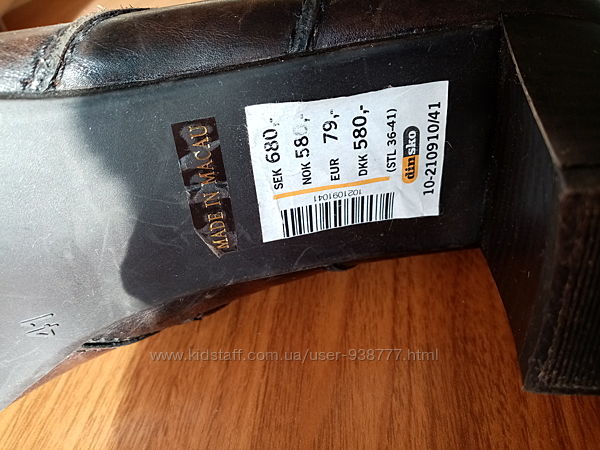 MADE IN MACAU
SEK 680,-
NOK 580,-
EUR 79,-
DKK 580,-
(STL 36-41)
dinsko
10-210910/41
1021091041
41
www.kidstaff.com.ua/user-938777.html